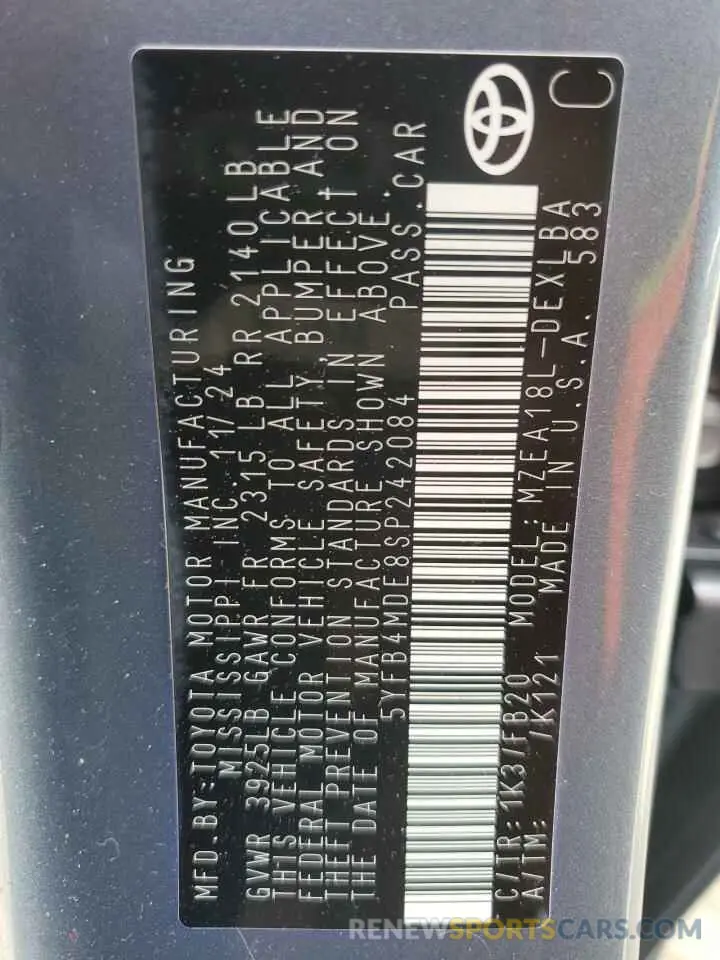 MFD.BY:TOYOTA MOTOR MANUFACTURING
MISSISSIPPI INC. 11/24
GVWR 3925LB GAWR FR 2315LB RR 2140LB
THIS VEHICLE CONFORMS TO ALL APPLICABLE
FEDERAL MOTOR VEHICLE SAFETY, BUMPER AND
THEFT PREVENTION STANDARDS IN EFFECT ON
THE DATE OF MANUFACTURE SHOWN ABOVE.
5YFB4MDE8SP242084 PASS.CAR
C/TR:1K3/FB20 MODEL:MZEA18L-DEXLBA
A/TM: /K121 MADE IN U.S.A. 583
C
RENEWSPORTSCARS.COM